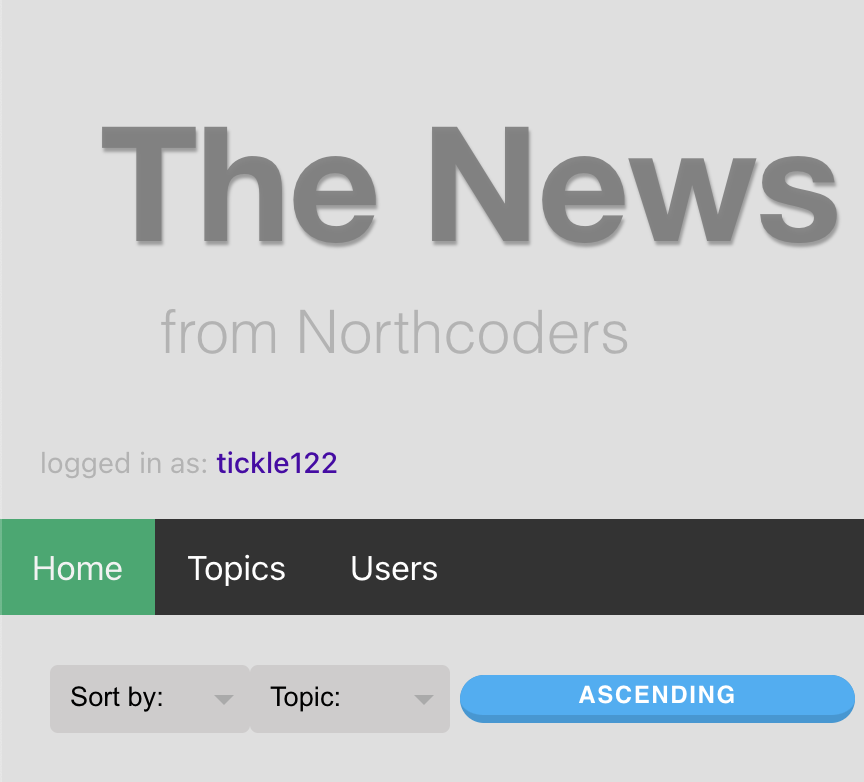 The News
from Northcoders
logged in as: tickle122
Home Topics Users
Sort by: Topic: ASCENDING